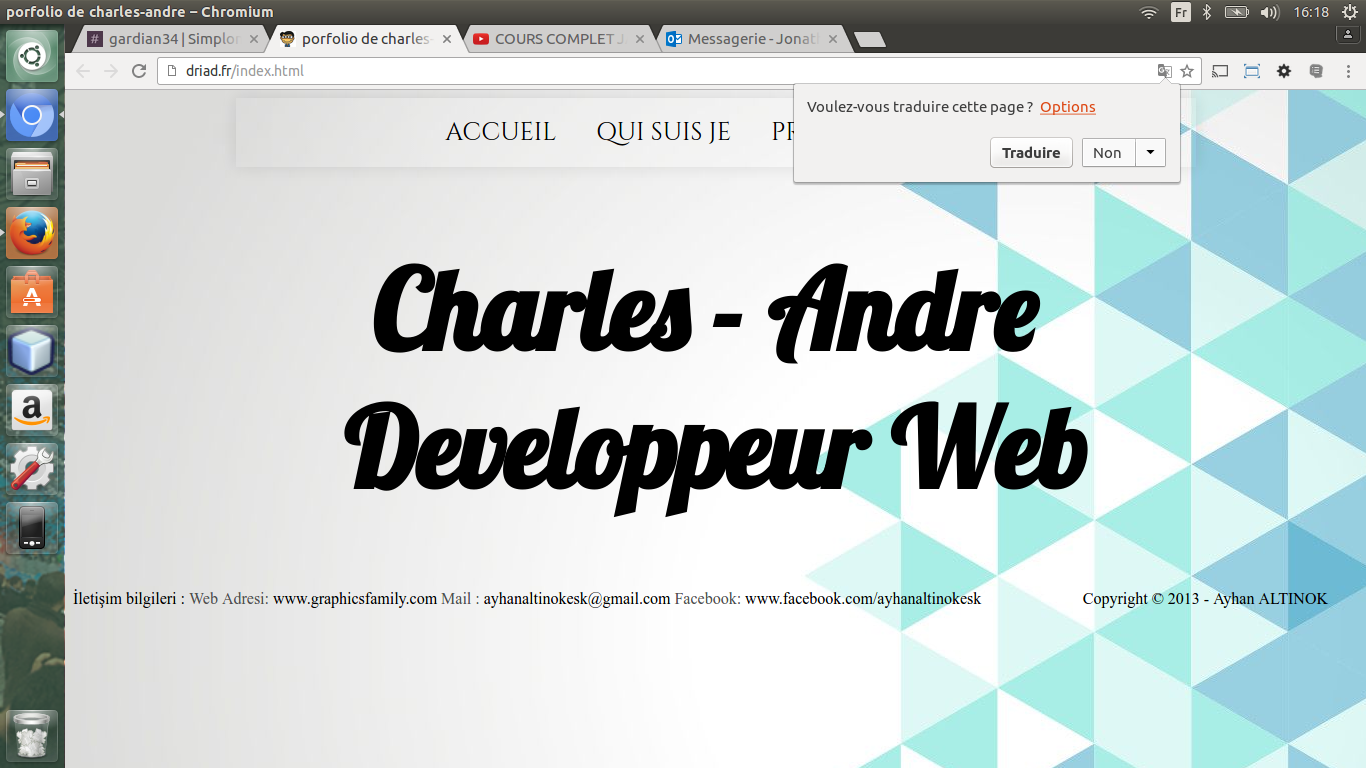 porfolio de charles-andre – Chromium
Fr
16:18
gardian34 | Simplon
porfolio de charles-
COURS COMPLET J
Messagerie - Jonath
driad.fr/index.html
Voulez-vous traduire cette page ? Options
Traduire
Non
ACCUEIL
QUI SUIS JE
PR
Charles - Andre
Developpeur Web
İletişim bilgileri : Web Adresi: www.graphicsfamily.com Mail : ayhanaltinokesk@gmail.com Facebook: www.facebook.com/ayhanaltinokesk
Copyright © 2013 - Ayhan ALTINOK